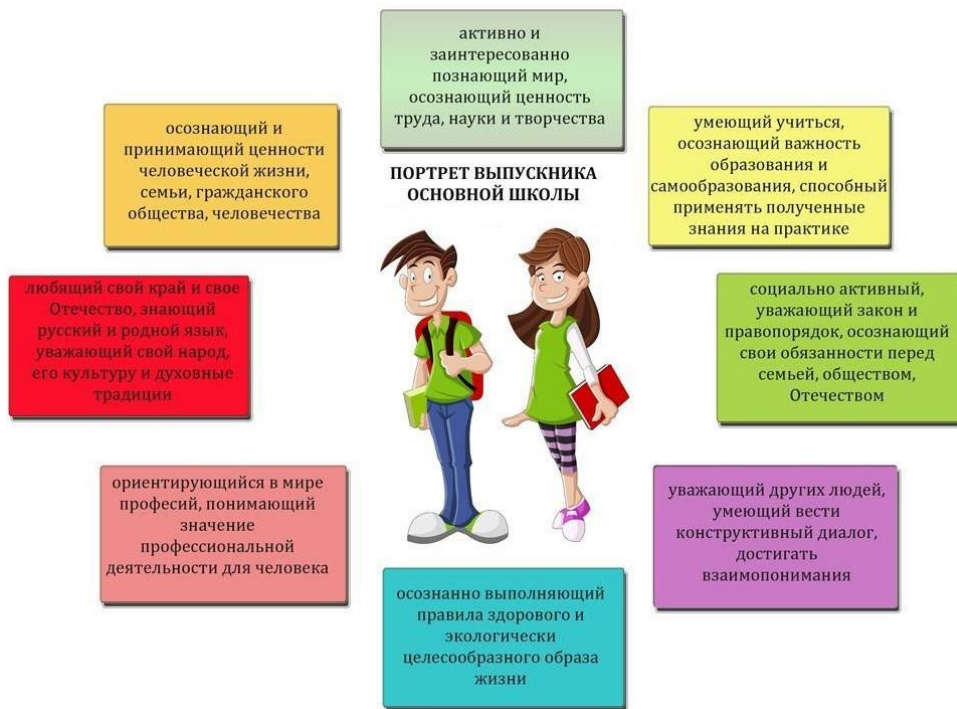 активно и
заинтересованно
познающий мир,
осознающий ценность
труда, науки и творчества
осознающий и
принимающий ценности
человеческой жизни,
семьи, гражданского
общества, человечества
умеющий учиться,
осознающий важность
образования и
самообразования, способный
применять полученные
знания на практике
ПОРТРЕТ ВЫПУСКНИКА
ОСНОВНОЙ ШКОЛЫ
любящий свой край и свое
Отечество, знающий
русский и родной язык,
уважающий свой народ,
его культуру и духовные
традиции
социально активный,
уважающий закон и
правопорядок, осознающий
свои обязанности перед
семьей, обществом,
Отечеством
ориентирующийся в мире
професий, понимающий
значение
профессиональной
деятельности для человека
уважающий других людей,
умеющий вести
конструктивный диалог,
достигать
взаимопонимания
осознанно выполняющий
правила здорового и
экологически
целесообразного образа
жизни